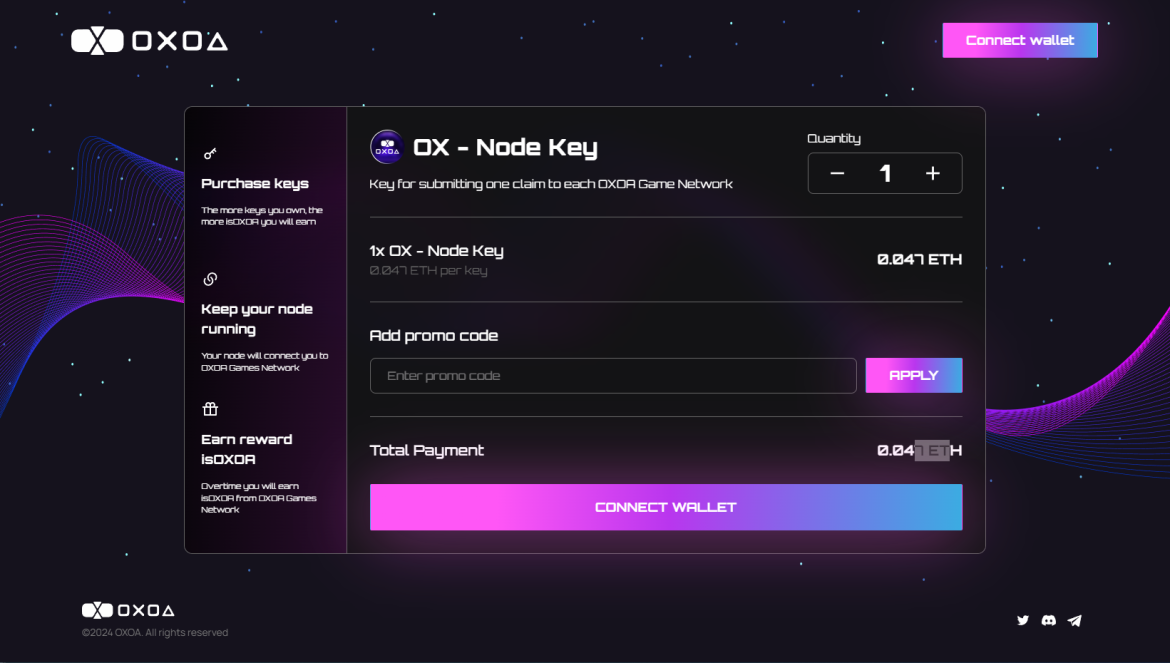 OXOA
Connect wallet
Purchase keys
The more keys you own, the
more isOXOA you will earn
Keep your node
running
Your node will connect you to
OXOA Games Network
Earn reward
isOXOA
Overtime you will earn
isOXOA from OXOA Games
Network
OXOA
OX - Node Key
Key for submitting one claim to each OXOA Game Network
Quantity
− 1 +
1x OX - Node Key
0.047 ETH per key
0.047 ETH
Add promo code
Enter promo code
APPLY
Total Payment
0.047 ETH
CONNECT WALLET
OXOA
©2024 OXOA. All rights reserved